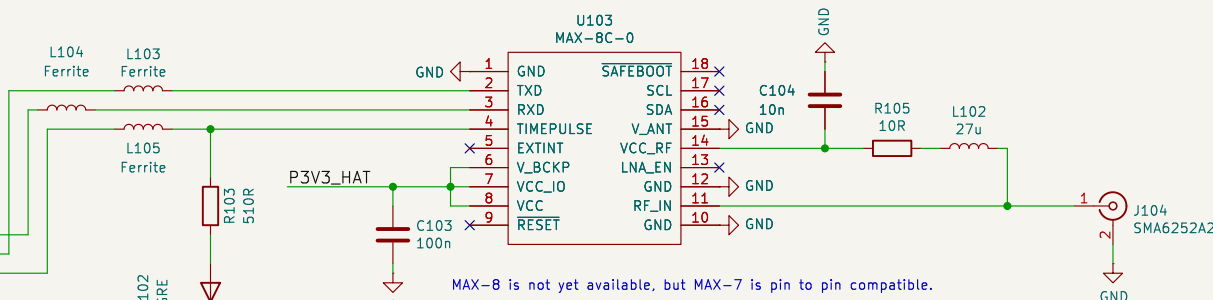 U103
MAX-8C-0
GND
L104
Ferrite
L103
Ferrite
L105
Ferrite
R103
510R
P3V3_HAT
C103
100n
GND
1 GND
2 TXD
3 RXD
4 TIMEPULSE
5 EXTINT
6 V_BCKP
7 VCC_IO
8 VCC
9 RESET
SAFEBOOT 18
SCL 17
SDA 16
V_ANT 15 GND
VCC_RF 14
LNA_EN 13
GND 12 GND
RF_IN 11
GND 10 GND
C104
10n
R105
10R
L102
27u
1
2
J104
SMA6252A2
GND
102
RE
MAX-8 is not yet available, but MAX-7 is pin to pin compatible.